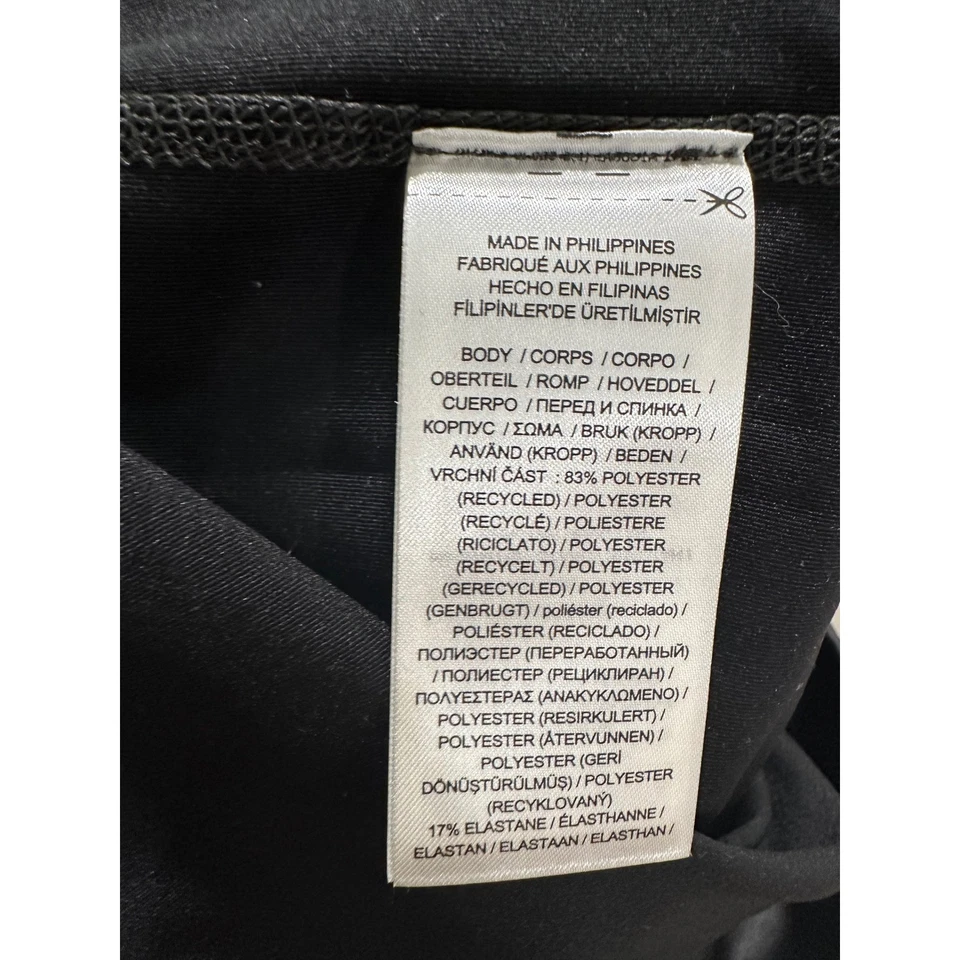 MADE IN PHILIPPINES
FABRIQUÉ AUX PHILIPPINES
HECHO EN FILIPINAS
FİLİPİNLER'DE ÜRETİLMİŞTİR
BODY / CORPS / CORPO /
OBERTEIL / ROMP / HOVEDDEL /
CUERPO / ПЕРЕД И СПИНКА /
КОРПУС / ΣΩΜΑ / BRUK (KROPP) /
ANVÄND (KROPP) / BEDEN /
VRCHNÍ ČÁST : 83% POLYESTER
(RECYCLED) / POLYESTER
(RECYCLÉ) / POLIESTERE
(RICICLATO) / POLYESTER
(RECYCELT) / POLYESTER
(GERECYCLED) / POLYESTER
(GENBRUGT) / poliéster (reciclado) /
POLIÉSTER (RECICLADO) /
ПОЛИЭСТЕР (ПЕРЕРАБОТАННЫЙ)
/ ПОЛИЕСТЕР (РЕЦИКЛИРАН) /
ΠΟΛΥΕΣΤΕΡΑΣ (ΑΝΑΚΥΚΛΩΜΕΝΟ) /
POLYESTER (RESIRKULERT) /
POLYESTER (ÅTERVUNNEN) /
POLYESTER (GERİ
DÖNÜŞTÜRÜLMÜŞ) / POLYESTER
(RECYKLOVANÝ)
17% ELASTANE / ÉLASTHANNE /
ELASTAN / ELASTAAN / ELASTHAN /